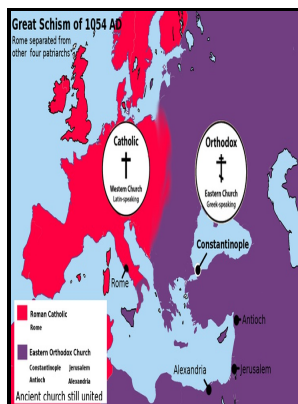 Great Schism of 1054 AD
Rome separated from
other four patriarchs
Catholic
Western Church
Latin-speaking
Orthodox
Eastern Church
Greek-speaking
Constantinople
Rome
Antioch
Jerusalem
Alexandria
Roman Catholic
Rome
Eastern Orthodox Church
Constantinople Jerusalem
Antioch Alexandria
Ancient church still united